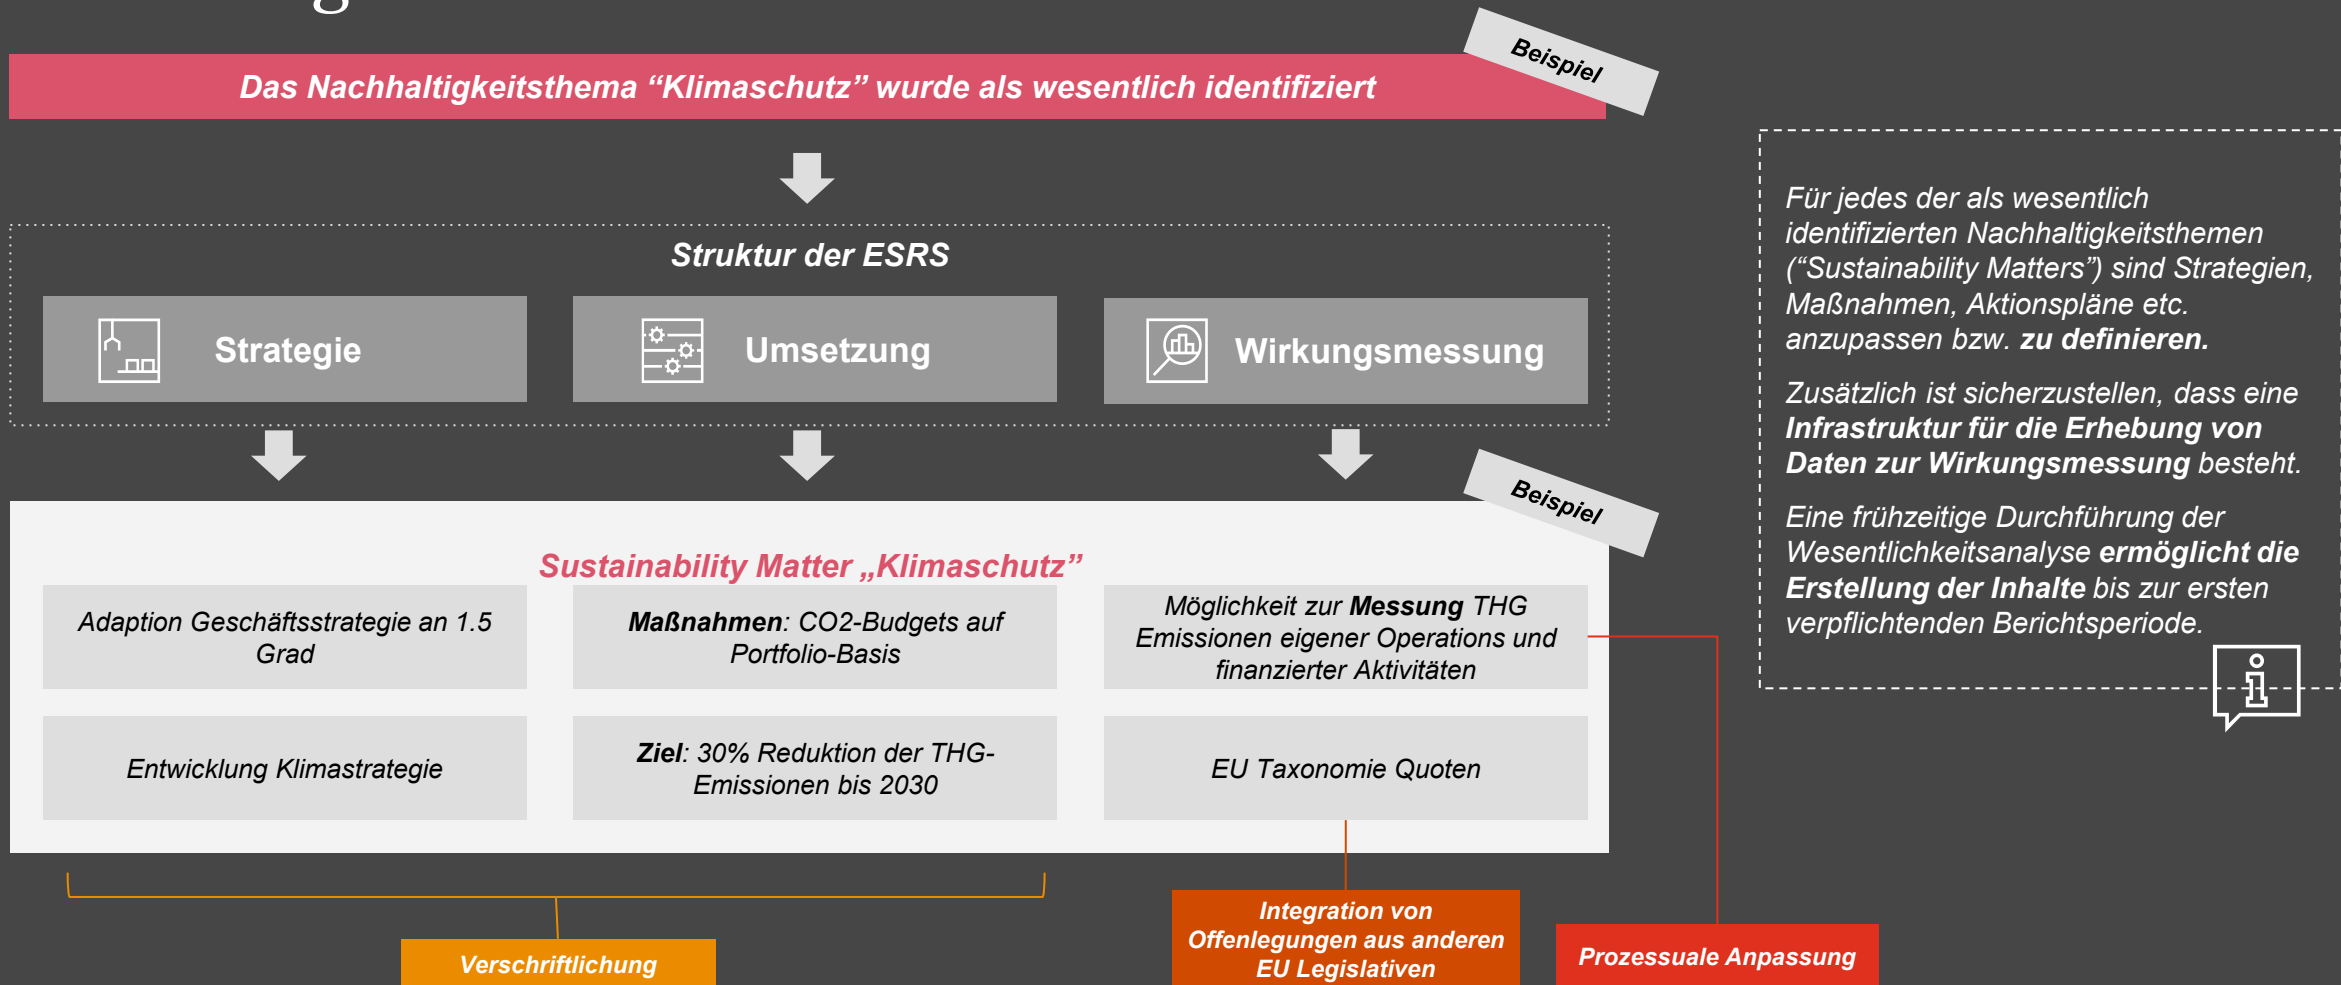 Das Nachhaltigkeitsthema “Klimaschutz” wurde als wesentlich identifiziert
Beispiel
Struktur der ESRS
Strategie
Umsetzung
Wirkungsmessung
Beispiel
Sustainability Matter „Klimaschutz”
Adaption Geschäftsstrategie an 1.5
Grad
Maßnahmen: CO2-Budgets auf
Portfolio-Basis
Möglichkeit zur Messung THG
Emissionen eigener Operations und
finanzierter Aktivitäten
Entwicklung Klimastrategie
Ziel: 30% Reduktion der THG-
Emissionen bis 2030
EU Taxonomie Quoten
Verschriftlichung
Integration von
Offenlegungen aus anderen
EU Legislativen
Prozessuale Anpassung
Für jedes der als wesentlich
identifizierten Nachhaltigkeitsthemen
(“Sustainability Matters”) sind Strategien,
Maßnahmen, Aktionspläne etc.
anzupassen bzw. zu definieren.
Zusätzlich ist sicherzustellen, dass eine
Infrastruktur für die Erhebung von
Daten zur Wirkungsmessung besteht.
Eine frühzeitige Durchführung der
Wesentlichkeitsanalyse ermöglicht die
Erstellung der Inhalte bis zur ersten
verpflichtenden Berichtsperiode.